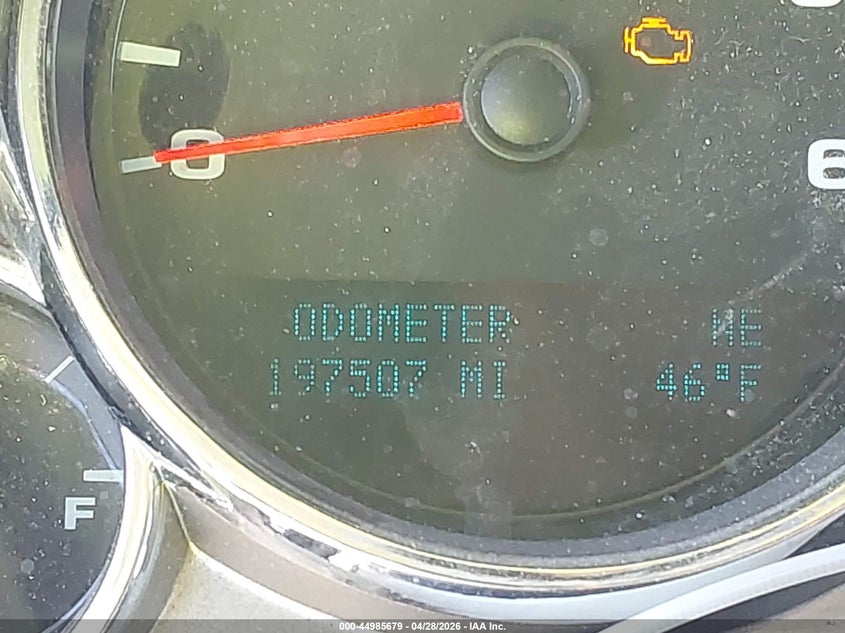 0
6
ODOMETER NE
197507 MI 46°F
F
000-44985679 - 04/28/2026 - IAA Inc.